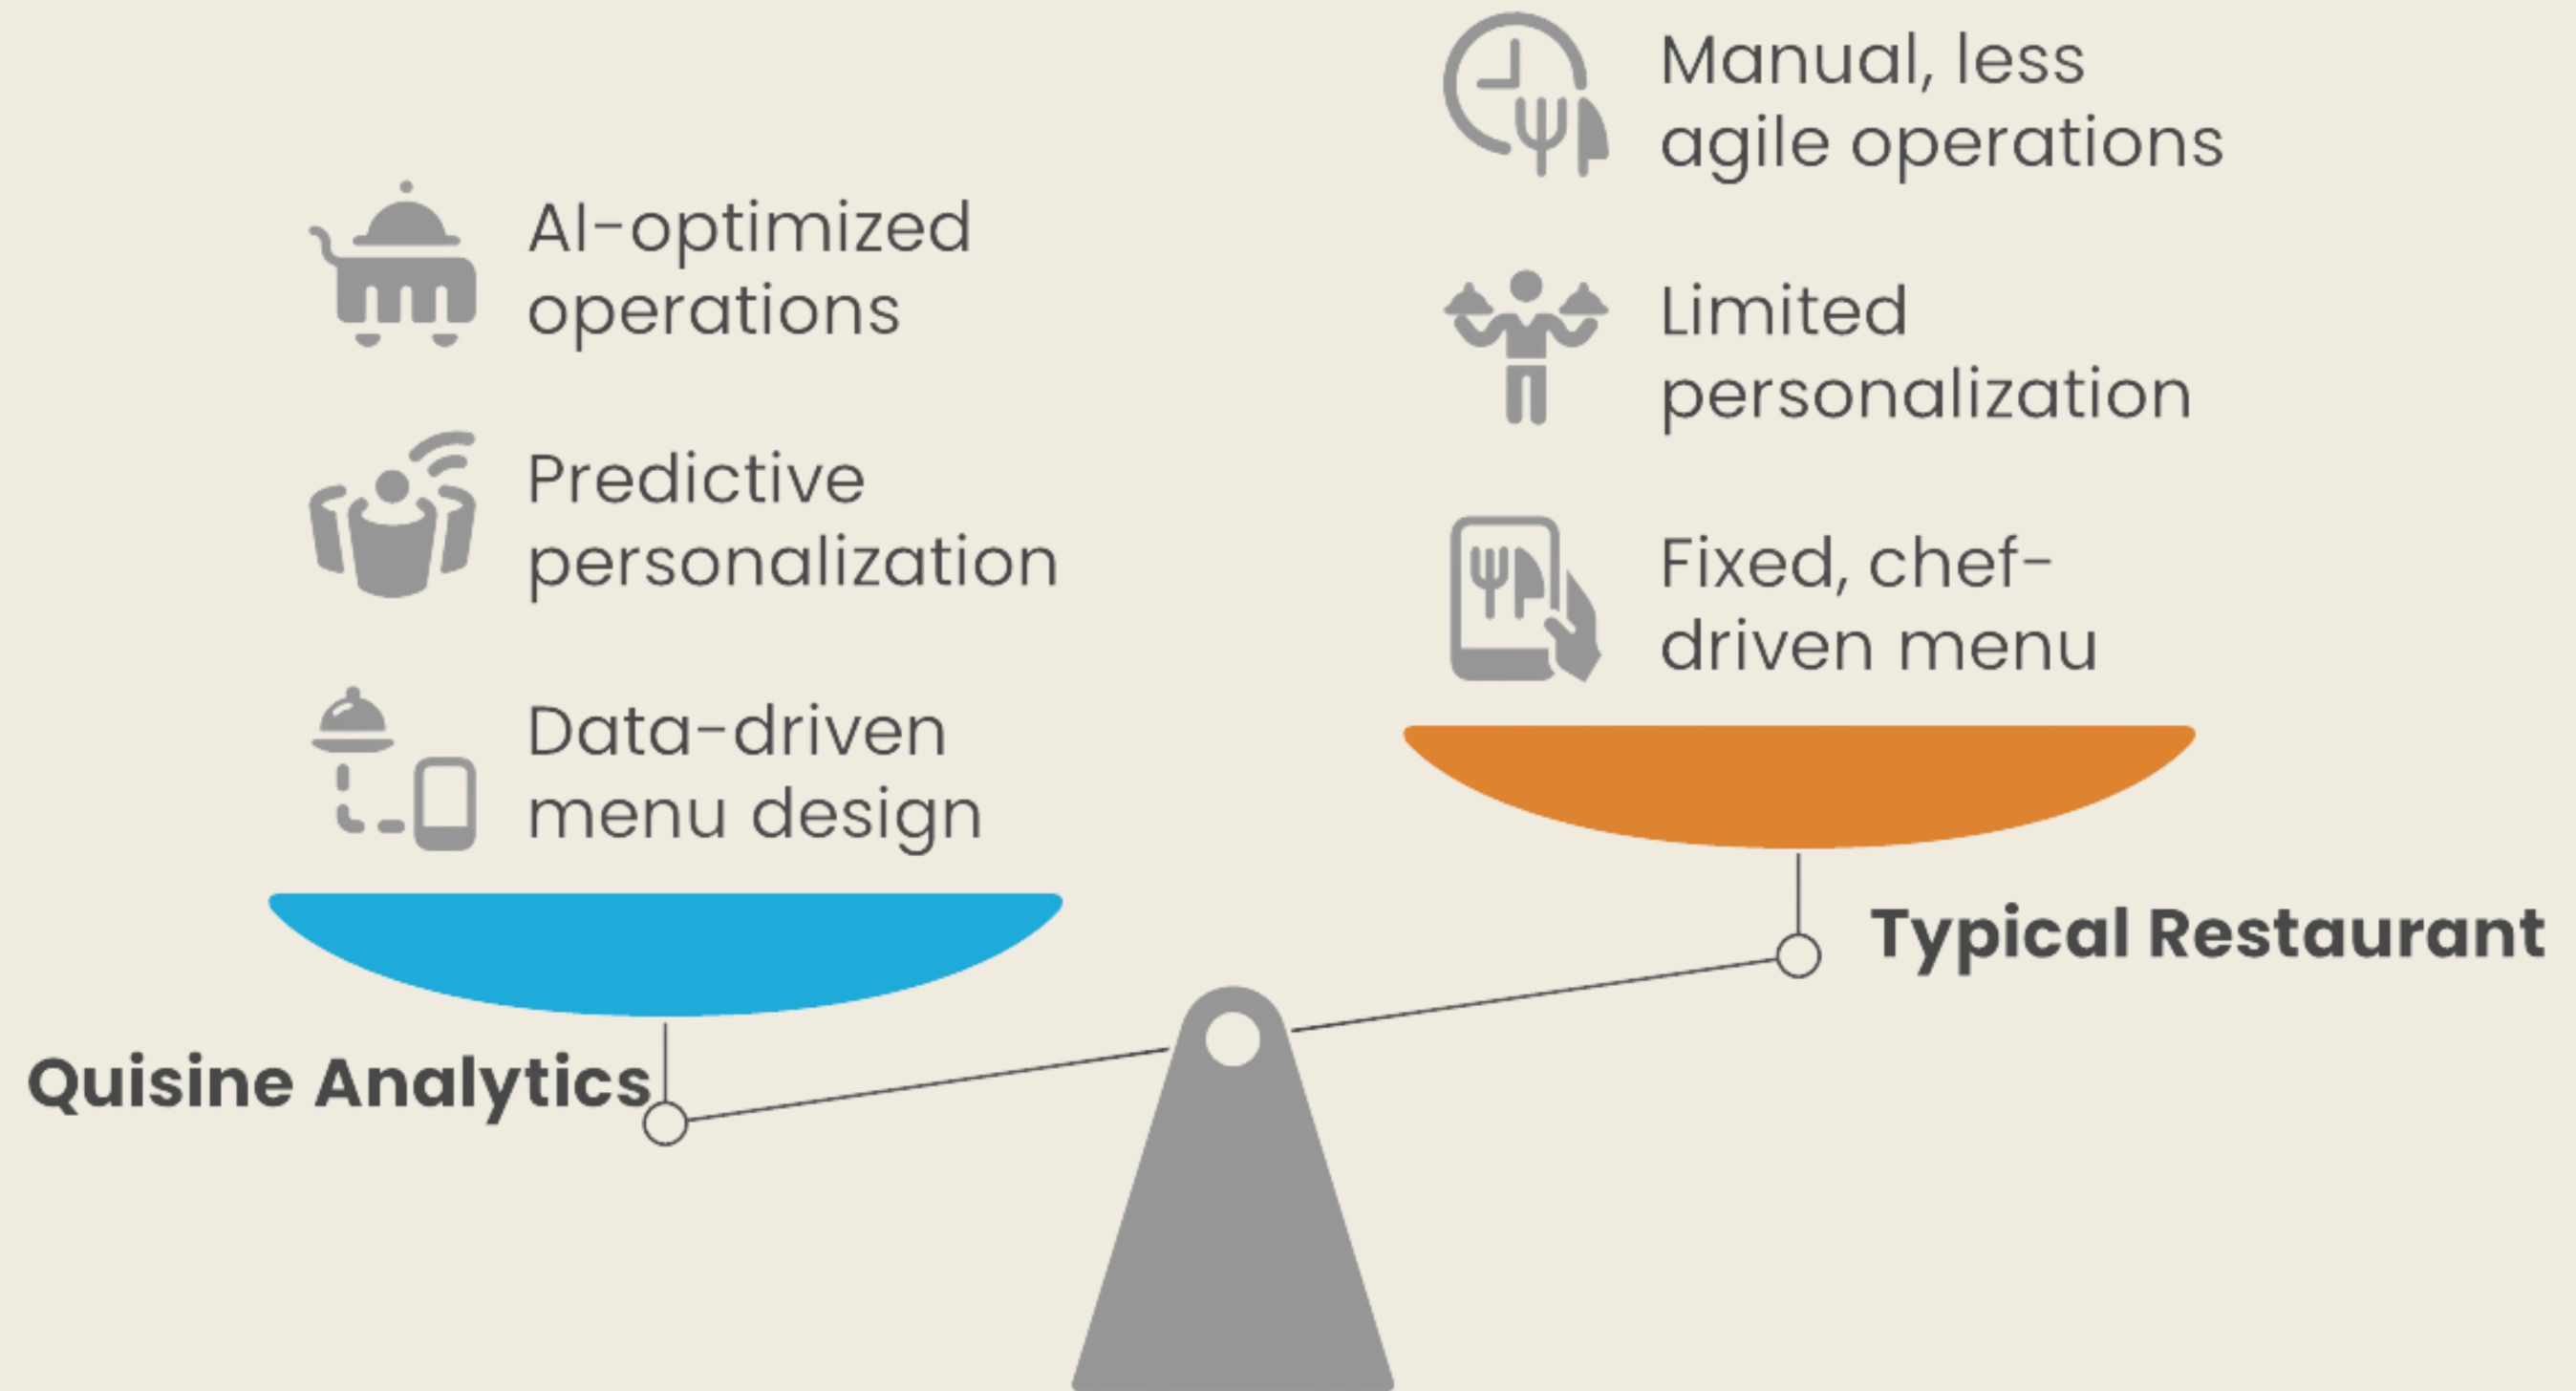 AI-optimized
operations
Predictive
personalization
Data-driven
menu design
Quisine Analytics
Manual, less
agile operations
Limited
personalization
Fixed, chef-
driven menu
Typical Restaurant